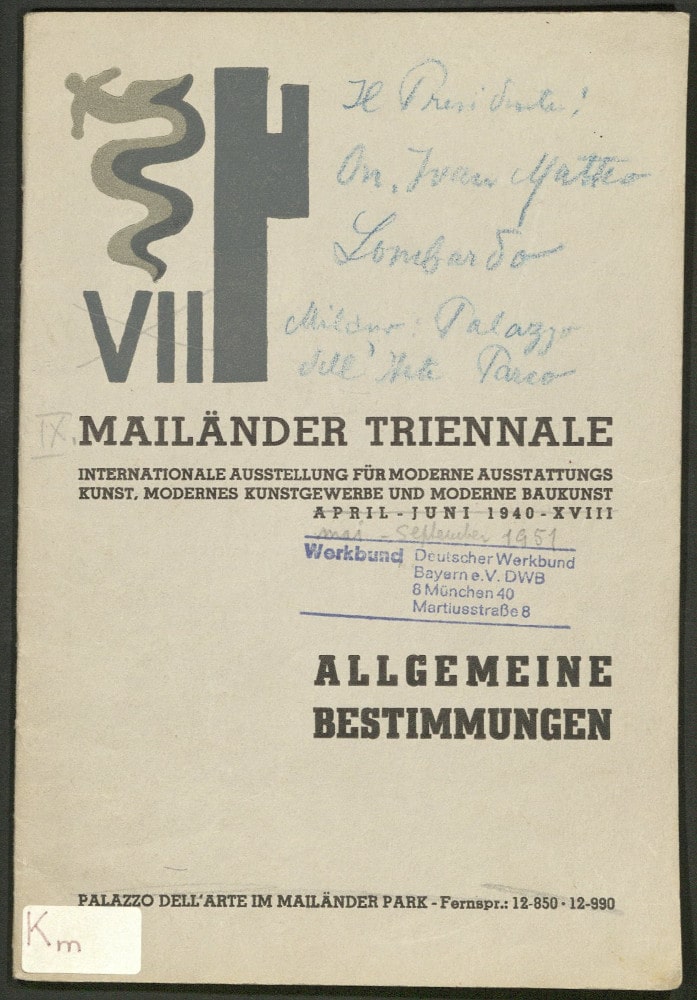 Il Presidente!
On. Ivan Matteo
Lombardo
Milano: Palazzo
dell'Arte Parco
VII
IX. MAILÄNDER TRIENNALE
INTERNATIONALE AUSSTELLUNG FÜR MODERNE AUSSTATTUNGS
KUNST, MODERNES KUNSTGEWERBE UND MODERNE BAUKUNST
APRIL - JUNI 1940 - XVIII
mai - September 1951
Werkbund Deutscher Werkbund
Bayern e.V. DWB
8 München 40
Martiusstraße 8
ALLGEMEINE
BESTIMMUNGEN
PALAZZO DELL'ARTE IM MAILÄNDER PARK - Fernspr.: 12-850 · 12-990
Km